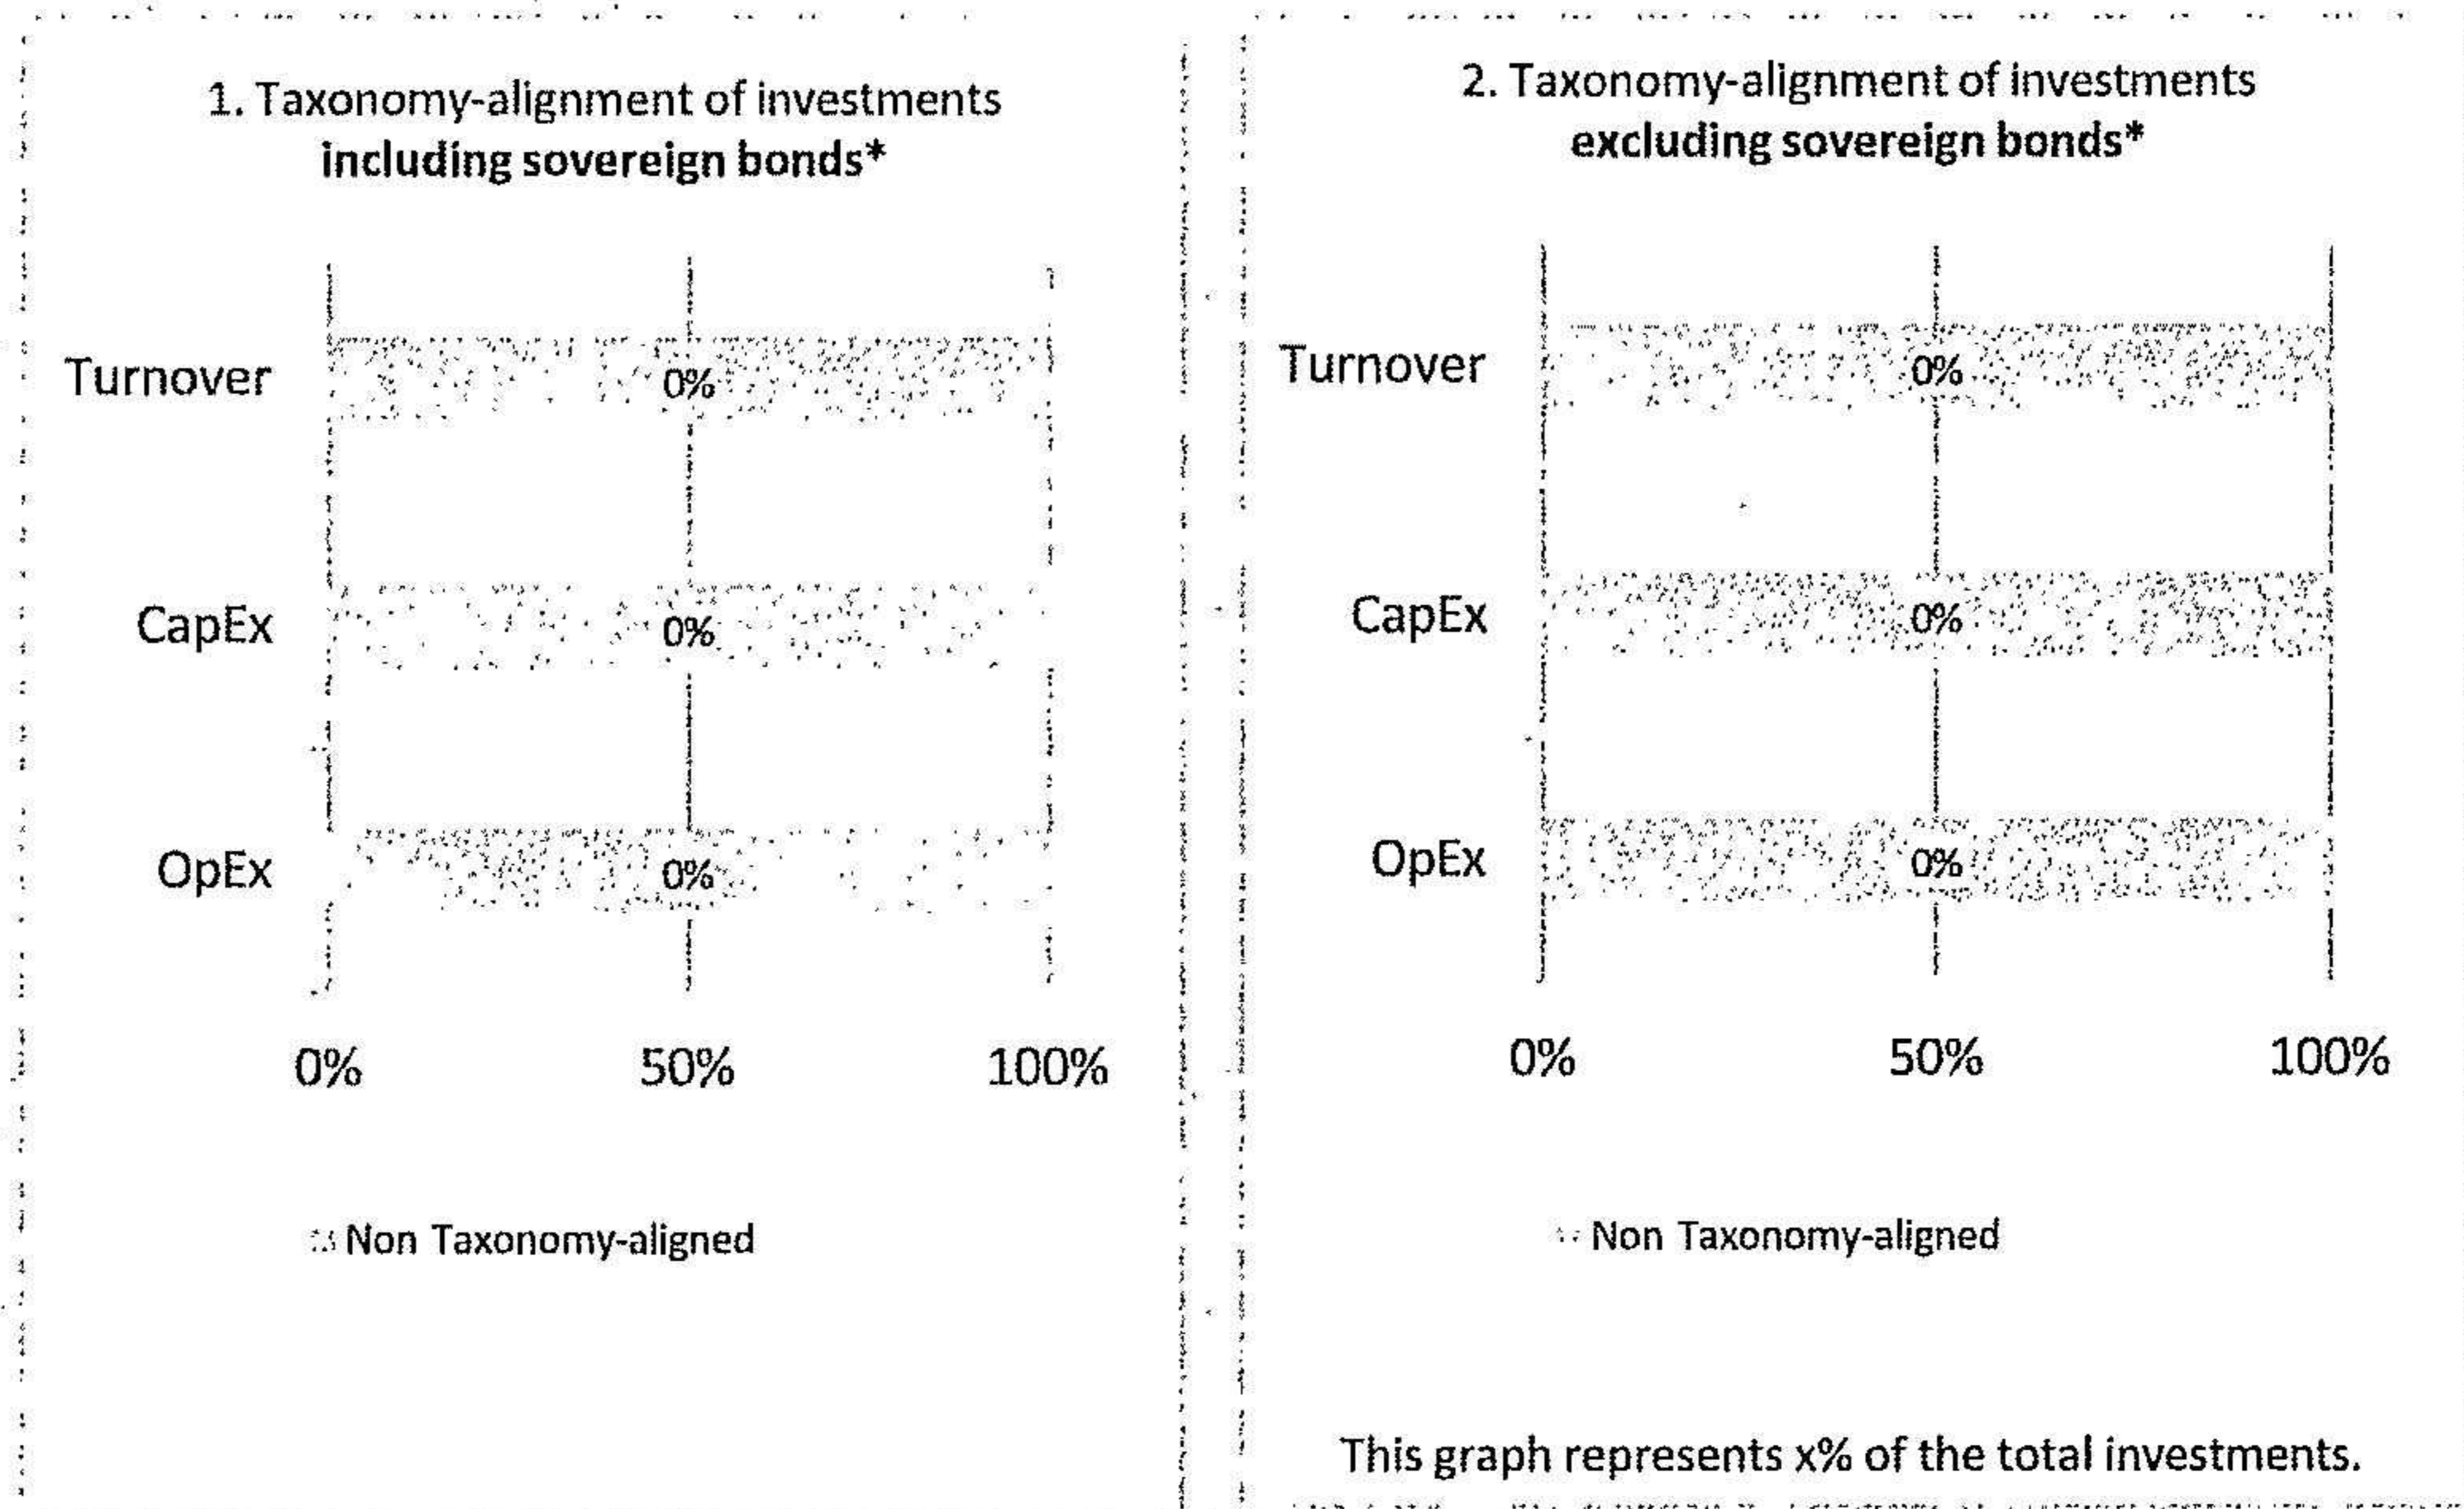 1. Taxonomy-alignment of investments
including sovereign bonds*
Turnover
0%
CapEx
0%
OpEx
0%
0% 50% 100%
Non Taxonomy-aligned
2. Taxonomy-alignment of investments
excluding sovereign bonds*
Turnover
0%
CapEx
0%
OpEx
0%
0% 50% 100%
Non Taxonomy-aligned
This graph represents x% of the total investments.